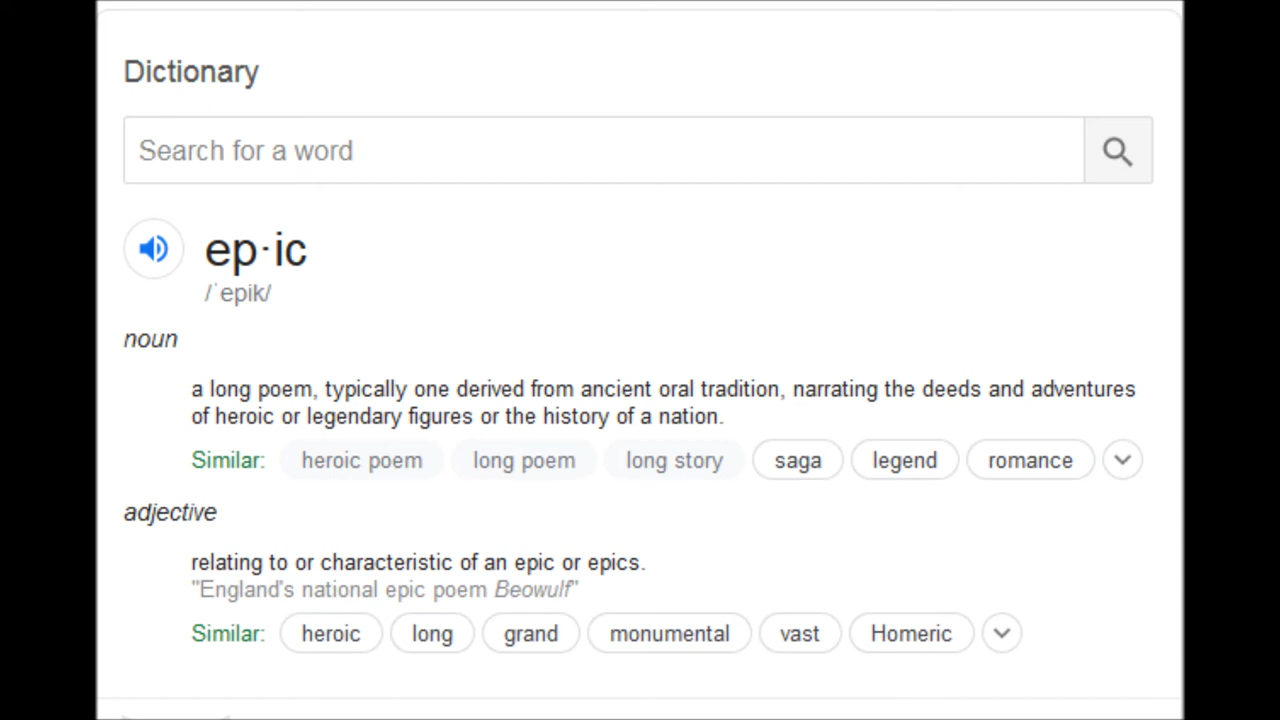 Dictionary
Search for a word
ep·ic
/ˈepik/
noun
a long poem, typically one derived from ancient oral tradition, narrating the deeds and adventures
of heroic or legendary figures or the history of a nation.
Similar: heroic poem long poem long story saga legend romance
adjective
relating to or characteristic of an epic or epics.
"England's national epic poem Beowulf"
Similar: heroic long grand monumental vast Homeric